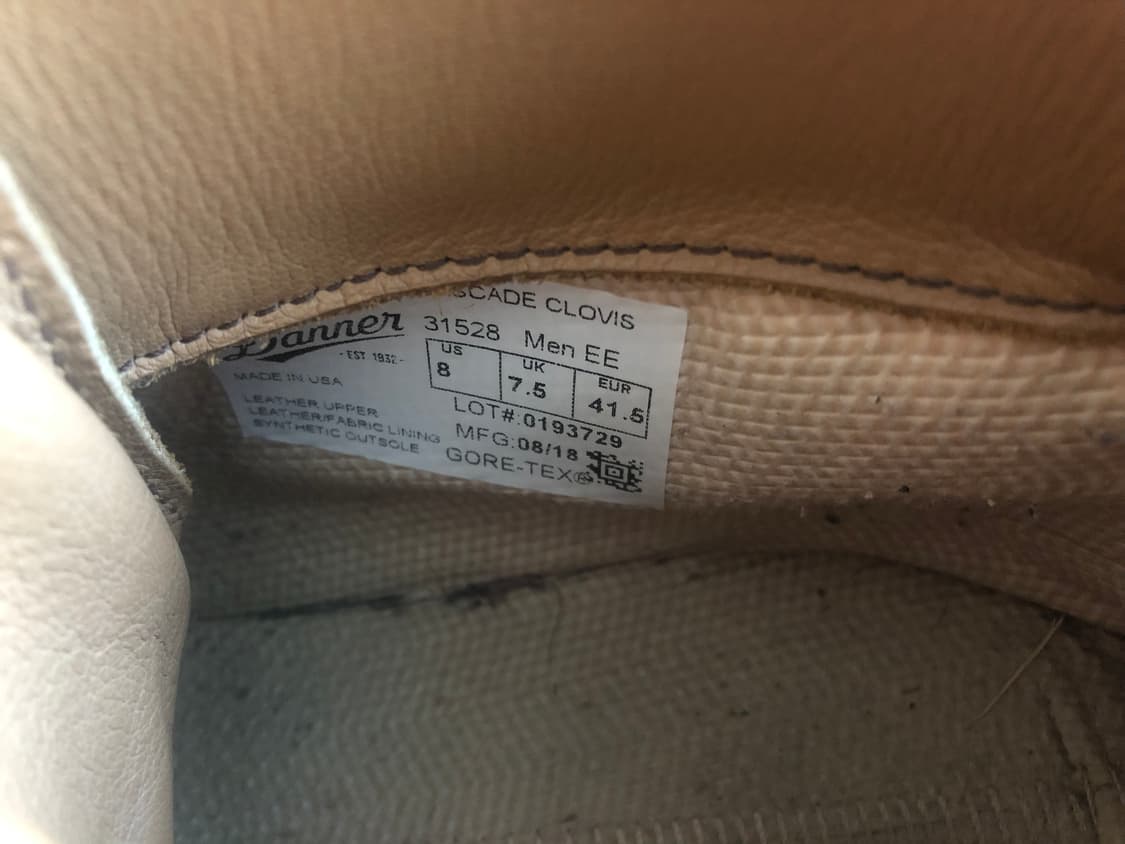 SCADE CLOVIS
Danner
- EST 1932 -
31528 Men EE
US UK EUR
8 7.5 41.5
MADE IN USA
LEATHER UPPER
LEATHER/FABRIC LINING
SYNTHETIC OUTSOLE
LOT#:0193729
MFG:08/18
GORE-TEX®